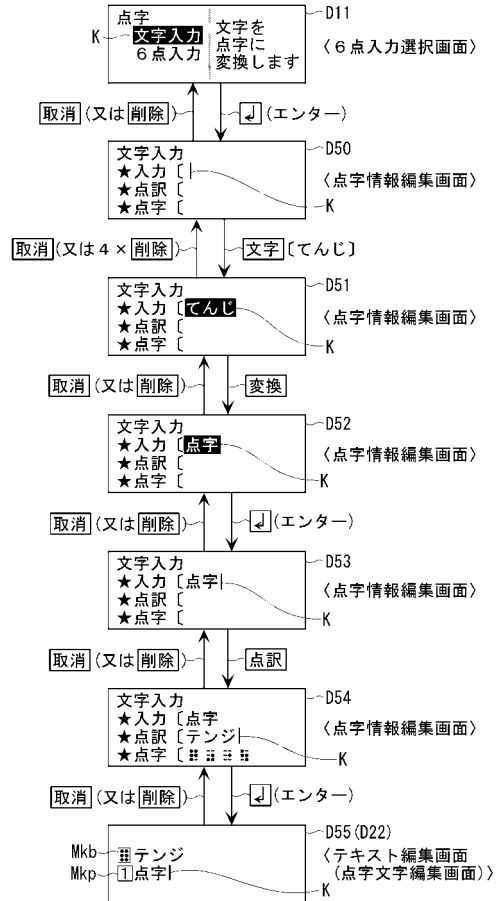 点字
文字入力
6点入力
文字を
点字に
変換します
K
D11
〈6点入力選択画面〉
取消(又は削除)
↲(エンター)
文字入力
★入力〔
★点訳〔
★点字〔
D50
〈点字情報編集画面〉
K
取消(又は4×削除)
文字〔てんじ〕
文字入力
★入力〔てんじ
★点訳〔
★点字〔
D51
〈点字情報編集画面〉
K
取消(又は削除)
変換
文字入力
★入力〔点字
★点訳〔
★点字〔
D52
〈点字情報編集画面〉
K
取消(又は削除)
↲(エンター)
文字入力
★入力〔点字
★点訳〔
★点字〔
D53
〈点字情報編集画面〉
K
取消(又は削除)
点訳
文字入力
★入力〔点字
★点訳〔テンジ
★点字〔
D54
〈点字情報編集画面〉
K
取消(又は削除)
↲(エンター)
Mkb
テンジ
Mkp
1点字
D55(D22)
〈テキスト編集画面
(点字文字編集画面)〉
K